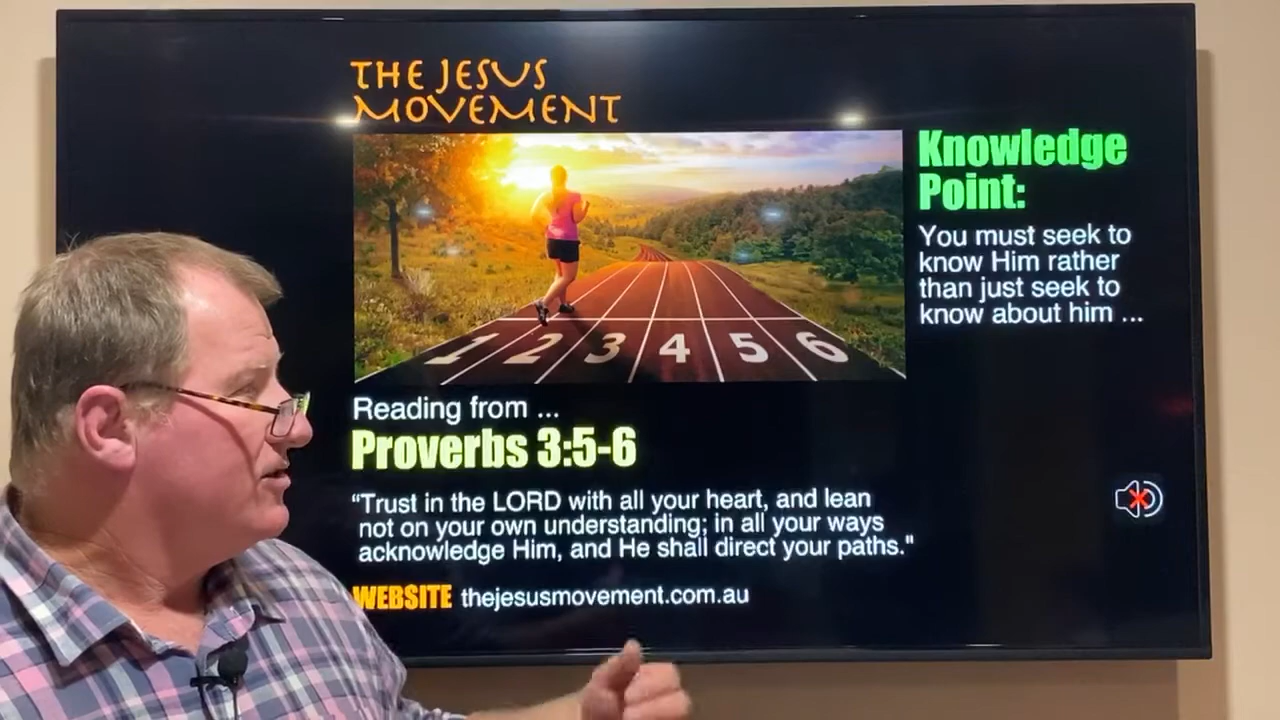 THE JESUS
MOVEMENT
1 2 3 4 5 6
Knowledge
Point:
You must seek to
know Him rather
than just seek to
know about him ...
Reading from ...
Proverbs 3:5-6
“Trust in the LORD with all your heart, and lean
not on your own understanding; in all your ways
acknowledge Him, and He shall direct your paths."
WEBSITE thejesusmovement.com.au